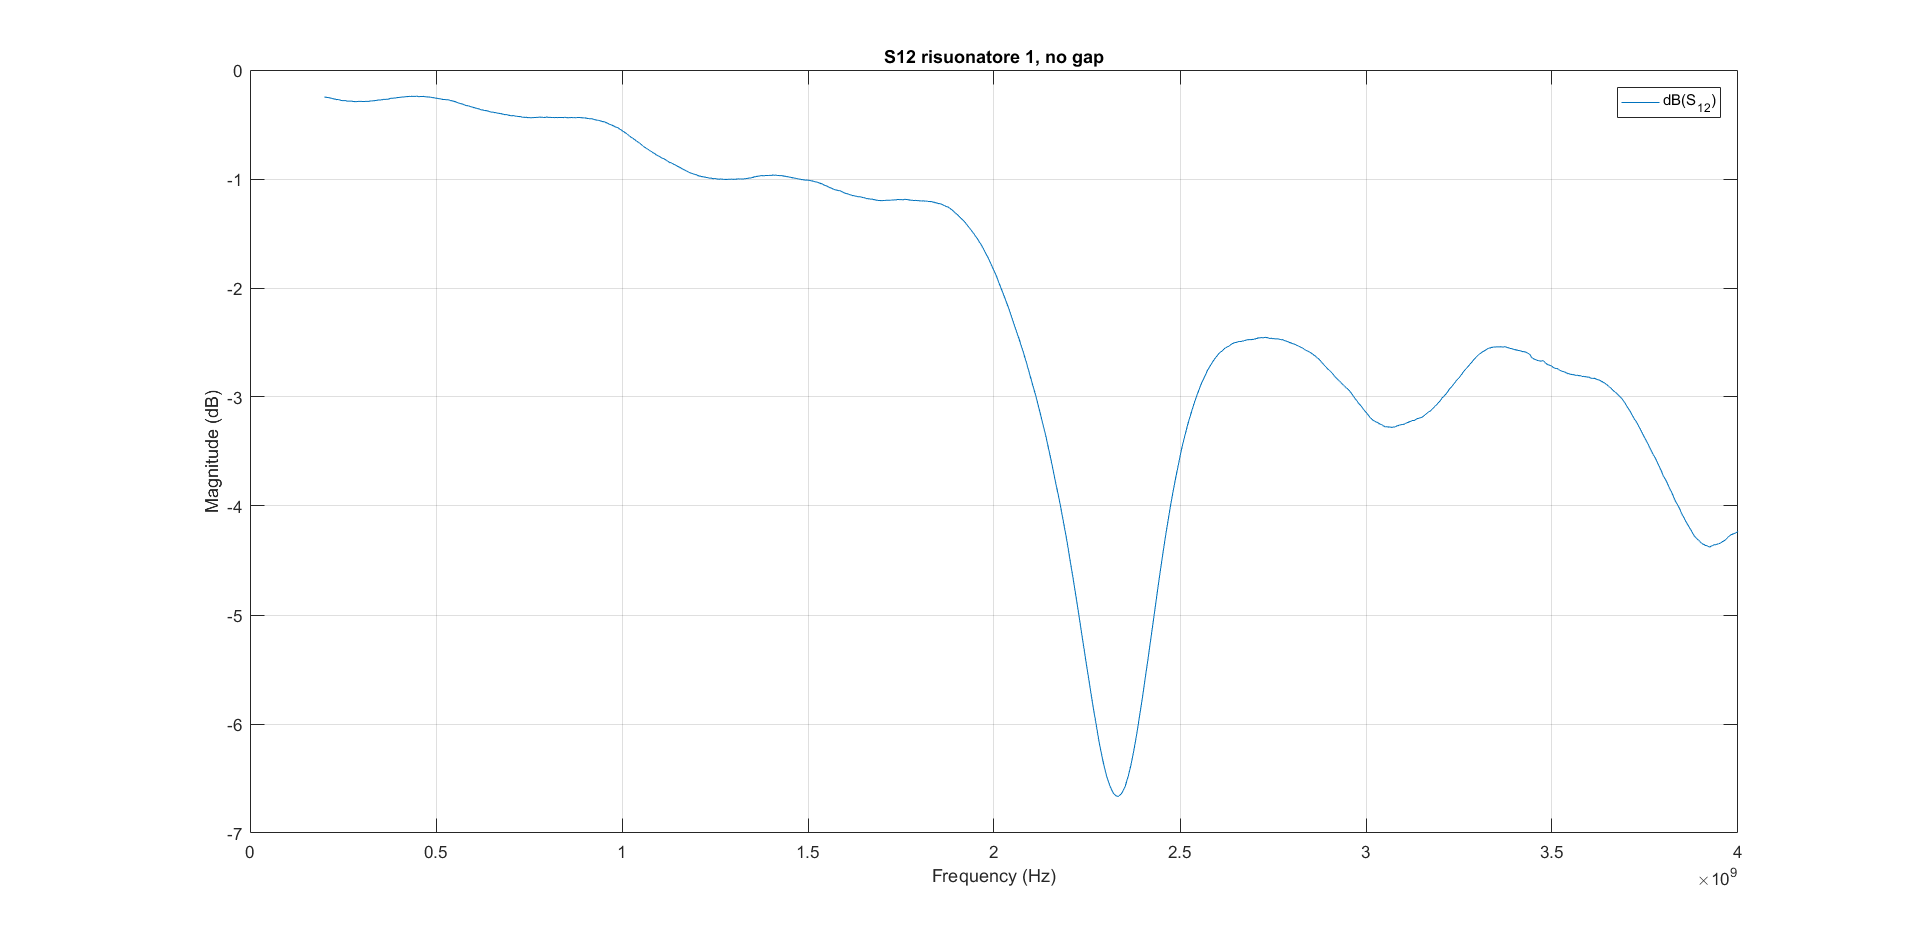 S12 risuonatore 1, no gap
dB(S12)
Magnitude (dB)
0
-1
-2
-3
-4
-5
-6
-7
0 0.5 1 1.5 2 2.5 3 3.5 4
Frequency (Hz)
×10^9